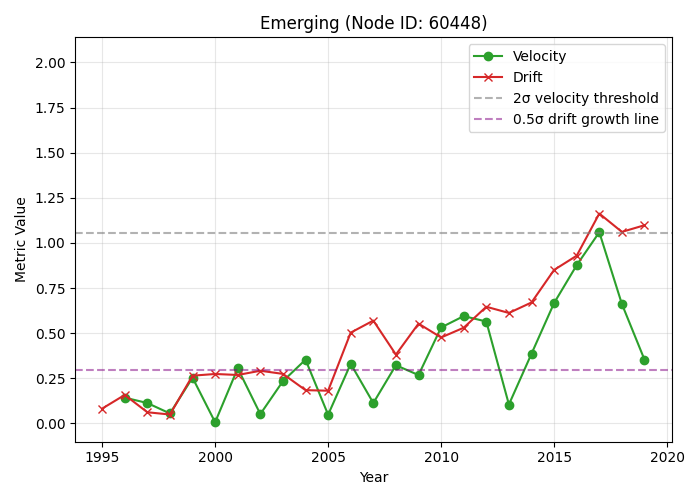 Emerging (Node ID: 60448)
Velocity
Drift
2σ velocity threshold
0.5σ drift growth line
Metric Value
2.00
1.75
1.50
1.25
1.00
0.75
0.50
0.25
0.00
1995 2000 2005 2010 2015 2020
Year